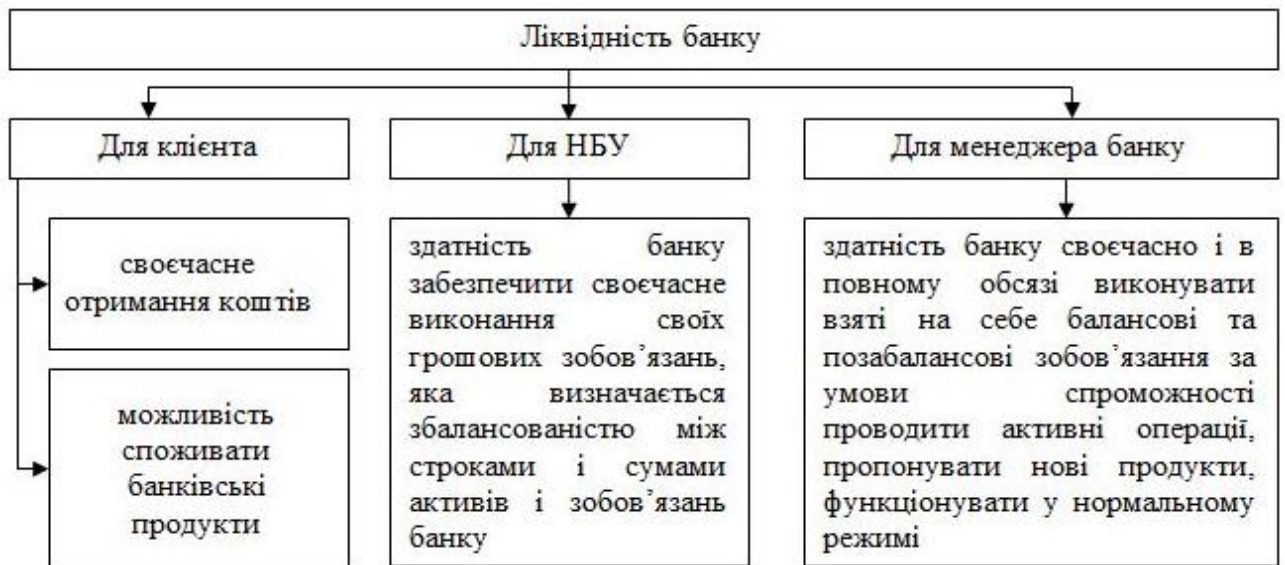 Ліквідність банку
Для клієнта
Для НБУ
Для менеджера банку
своєчасне
отримання коштів
можливість
споживати
банківські
продукти
здатність банку
забезпечити своєчасне
виконання своїх
грошових зобов’язань,
яка визначається
збалансованістю між
строками і сумами
активів і зобов’язань
банку
здатність банку своєчасно і в
повному обсязі виконувати
взяті на себе балансові та
позабалансові зобов’язання за
умови спроможності
проводити активні операції,
пропонувати нові продукти,
функціонувати у нормальному
режимі